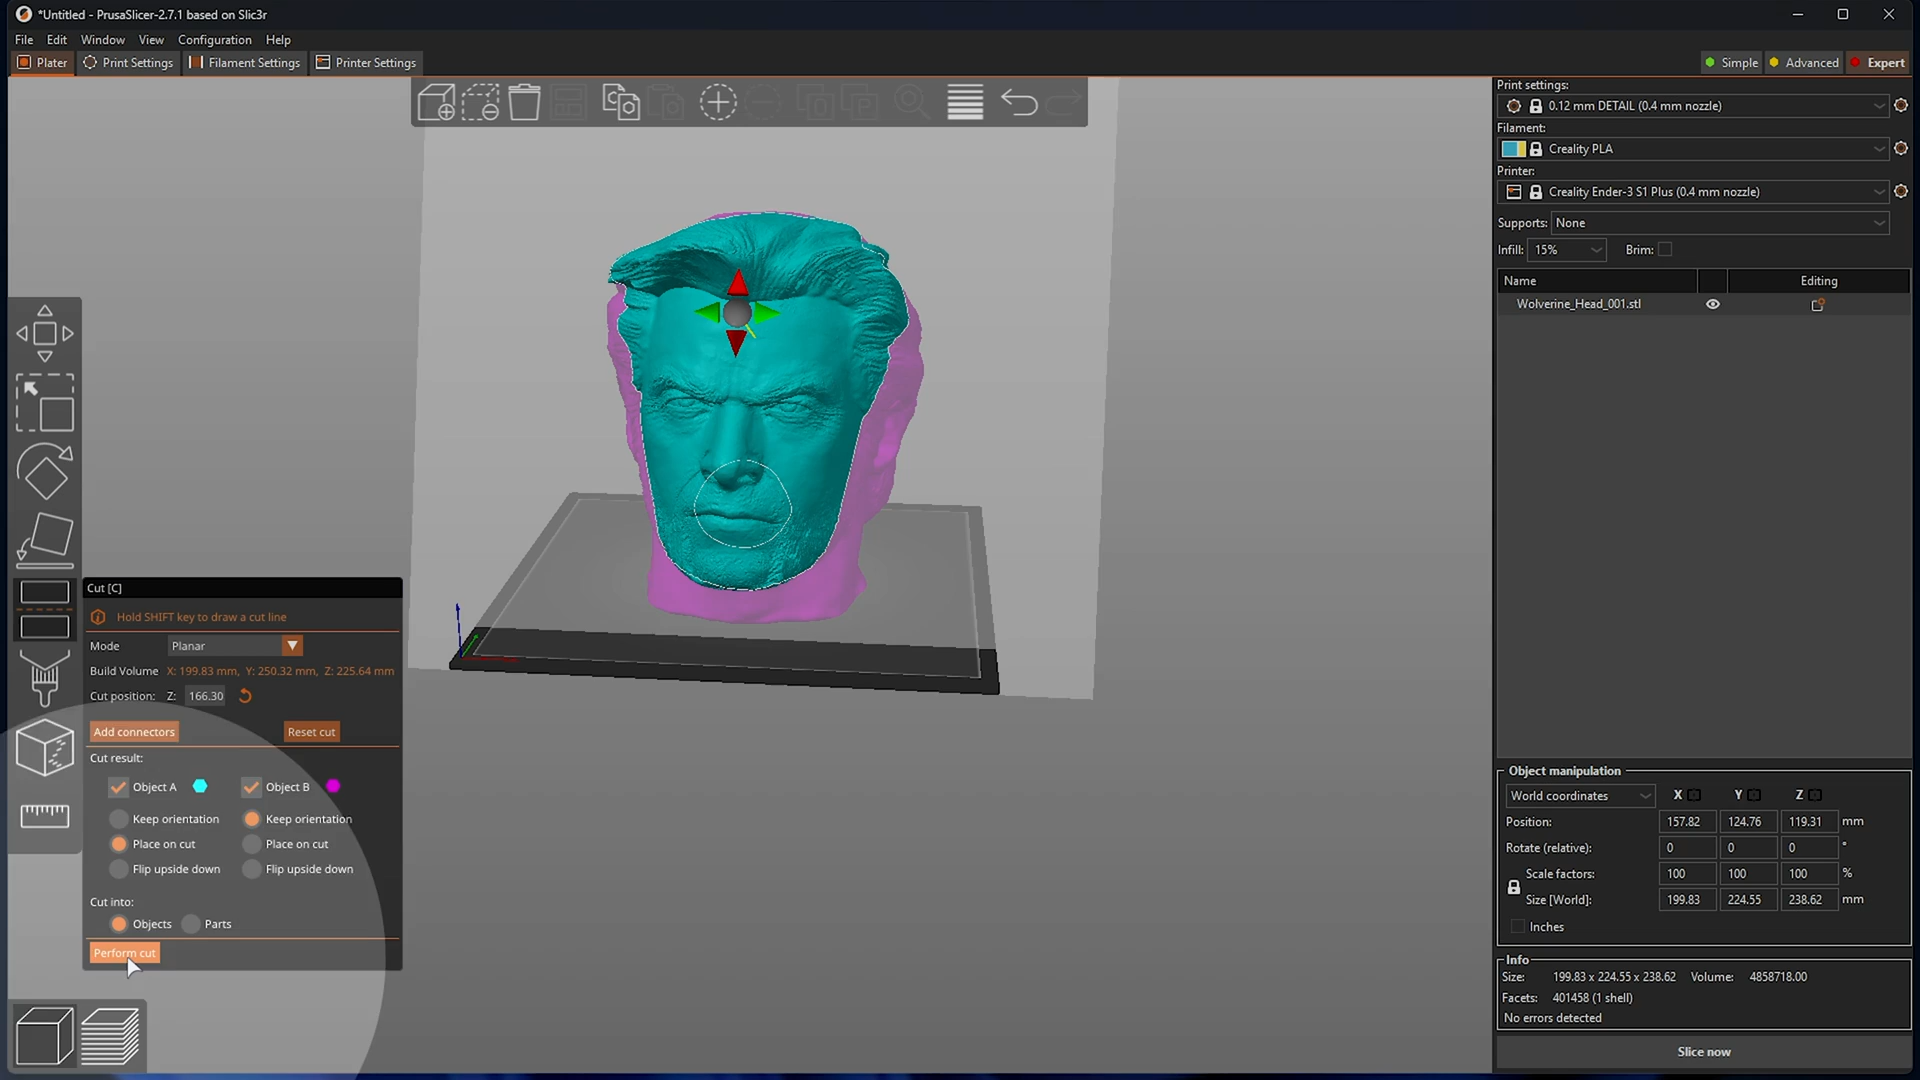 *Untitled - PrusaSlicer-2.7.1 based on Slic3r
File Edit Window View Configuration Help
Plater Print Settings Filament Settings Printer Settings
Simple Advanced Expert
Print settings:
0.12 mm DETAIL (0.4 mm nozzle)
Filament:
Creality PLA
Printer:
Creality Ender-3 S1 Plus (0.4 mm nozzle)
Supports: None
Infill: 15% Brim:
Name Editing
Wolverine_Head_001.stl
Cut [C]
Hold SHIFT key to draw a cut line
Mode Planar
Build Volume X: 199.83 mm, Y: 250.32 mm, Z: 225.64 mm
Cut position: Z: 166.30
Add connectors Reset cut
Cut result:
Object A Object B
Keep orientation Keep orientation
Place on cut Place on cut
Flip upside down Flip upside down
Cut into:
Objects Parts
Perform cut
Object manipulation
World coordinates X Y Z
Position: 157.82 124.76 119.31 mm
Rotate (relative): 0 0 0 °
Scale factors: 100 100 100 %
Size [World]: 199.83 224.55 238.62 mm
Inches
Info
Size: 199.83 x 224.55 x 238.62 Volume: 4858718.00
Facets: 401458 (1 shell)
No errors detected
Slice now